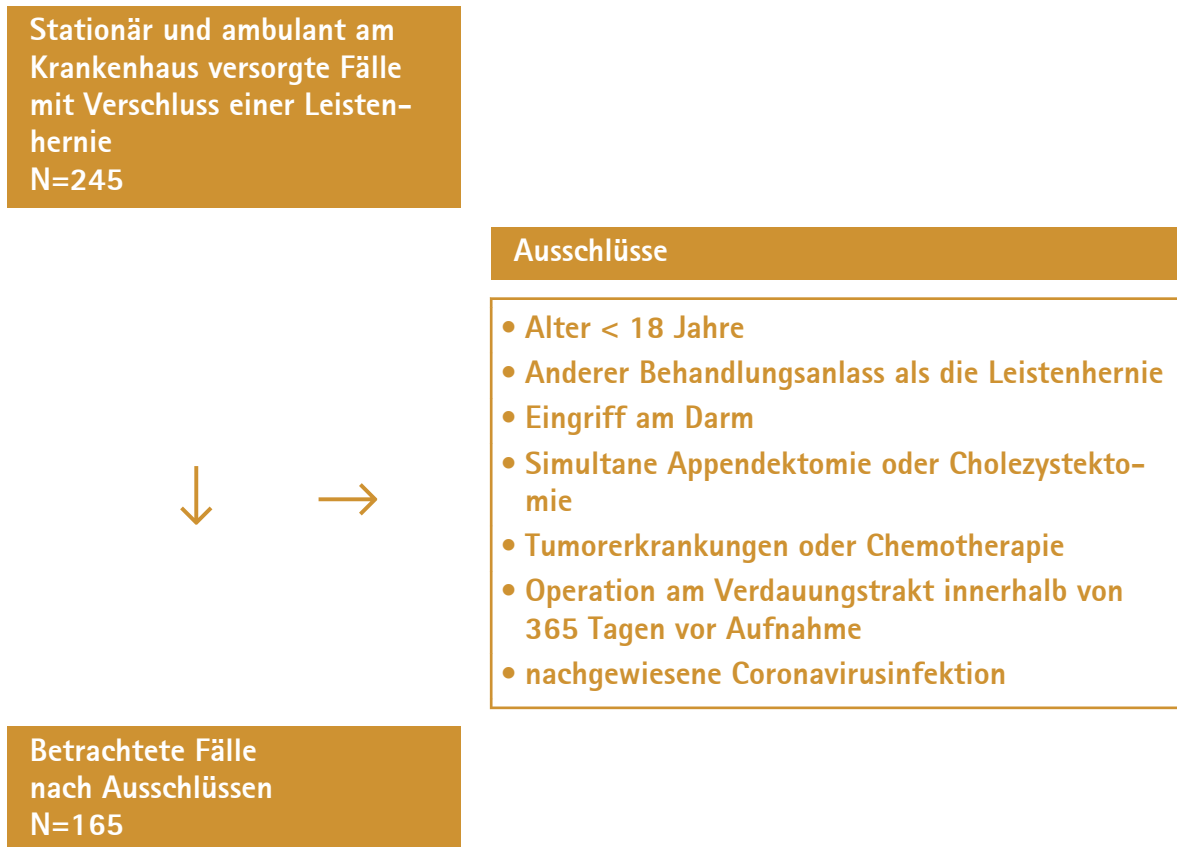 Stationär und ambulant am
Krankenhaus versorgte Fälle
mit Verschluss einer Leisten-
hernie
N=245
Ausschlüsse
• Alter < 18 Jahre
• Anderer Behandlungsanlass als die Leistenhernie
• Eingriff am Darm
• Simultane Appendektomie oder Cholezystekto-
mie
• Tumorerkrankungen oder Chemotherapie
• Operation am Verdauungstrakt innerhalb von
365 Tagen vor Aufnahme
• nachgewiesene Coronavirusinfektion
Betrachtete Fälle
nach Ausschlüssen
N=165